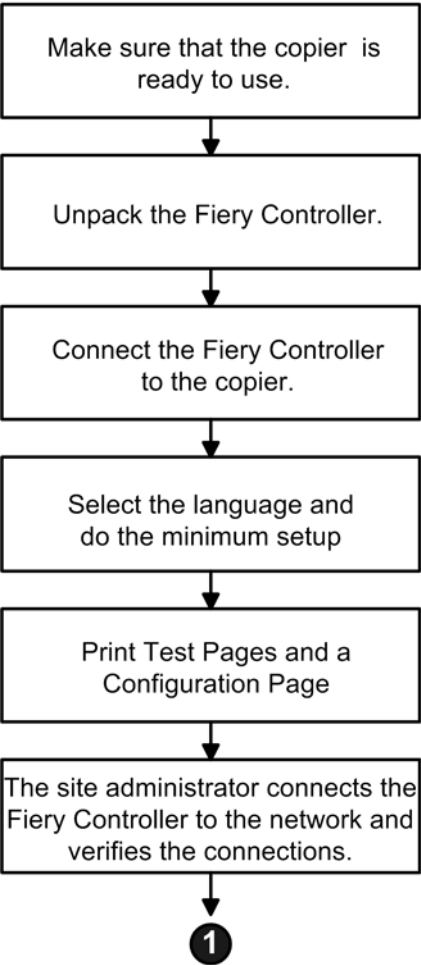 Make sure that the copier is
ready to use.
Unpack the Fiery Controller.
Connect the Fiery Controller
to the copier.
Select the language and
do the minimum setup
Print Test Pages and a
Configuration Page
The site administrator connects the
Fiery Controller to the network and
verifies the connections.
1